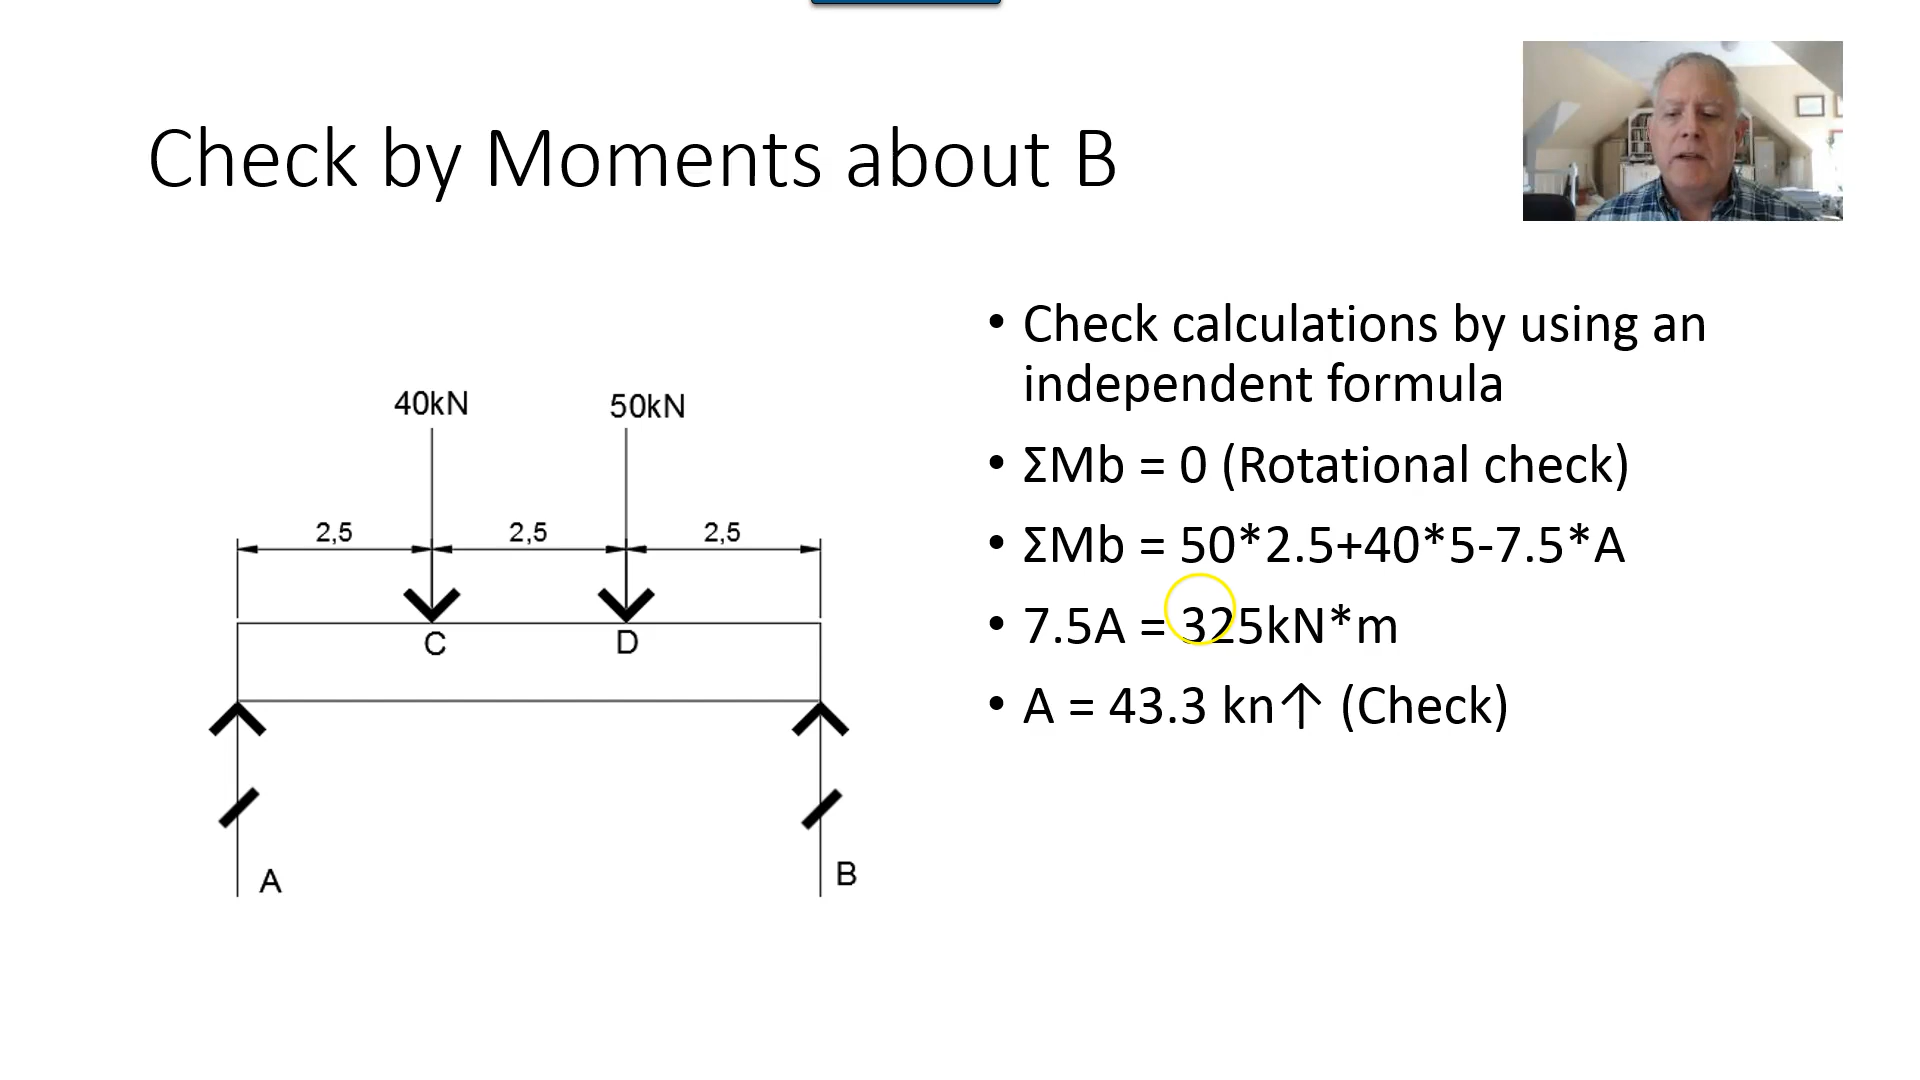 Check by Moments about B
• Check calculations by using an
independent formula
• ΣMb = 0 (Rotational check)
• ΣMb = 50*2.5+40*5-7.5*A
• 7.5A = 325kN*m
• A = 43.3 kn↑ (Check)
40kN
50kN
2,5
2,5
2,5
C
D
A
B